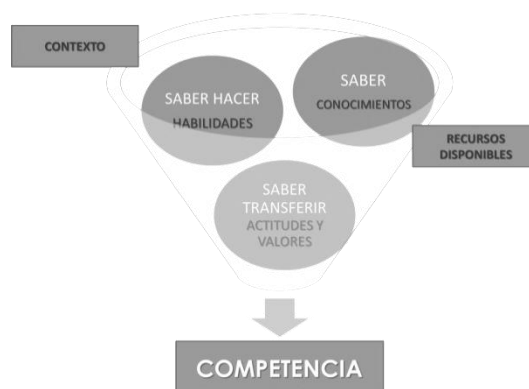 CONTEXTO
SABER HACER
HABILIDADES
SABER
CONOCIMIENTOS
RECURSOS
DISPONIBLES
SABER
TRANSFERIR
ACTITUDES Y
VALORES
COMPETENCIA